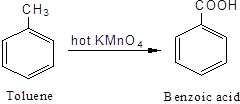 CH3
COOH
hot KMnO4
Toluene
Benzoic acid